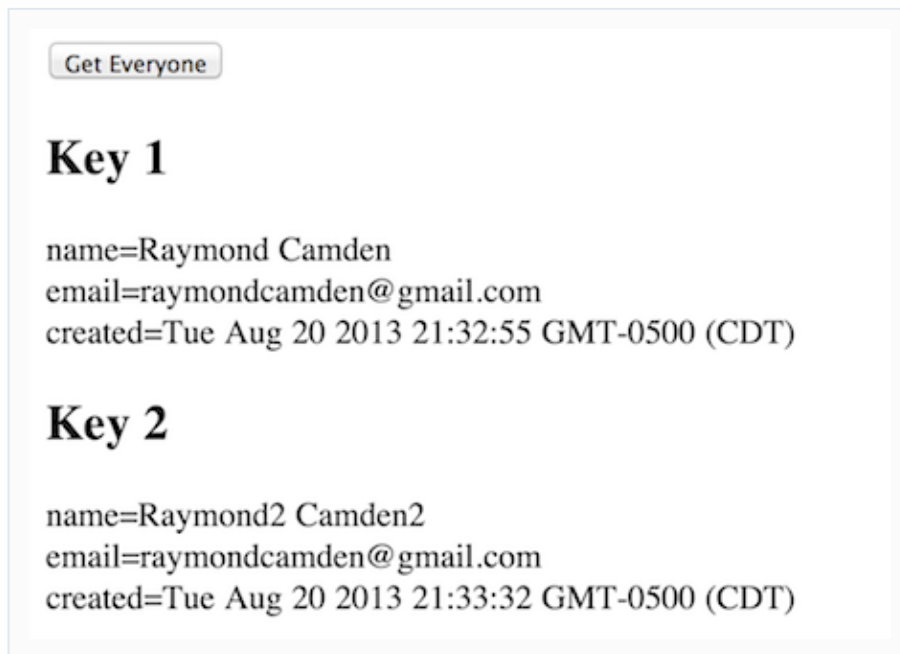 Get Everyone
Key 1
name=Raymond Camden
email=raymondcamden@gmail.com
created=Tue Aug 20 2013 21:32:55 GMT-0500 (CDT)
Key 2
name=Raymond2 Camden2
email=raymondcamden@gmail.com
created=Tue Aug 20 2013 21:33:32 GMT-0500 (CDT)